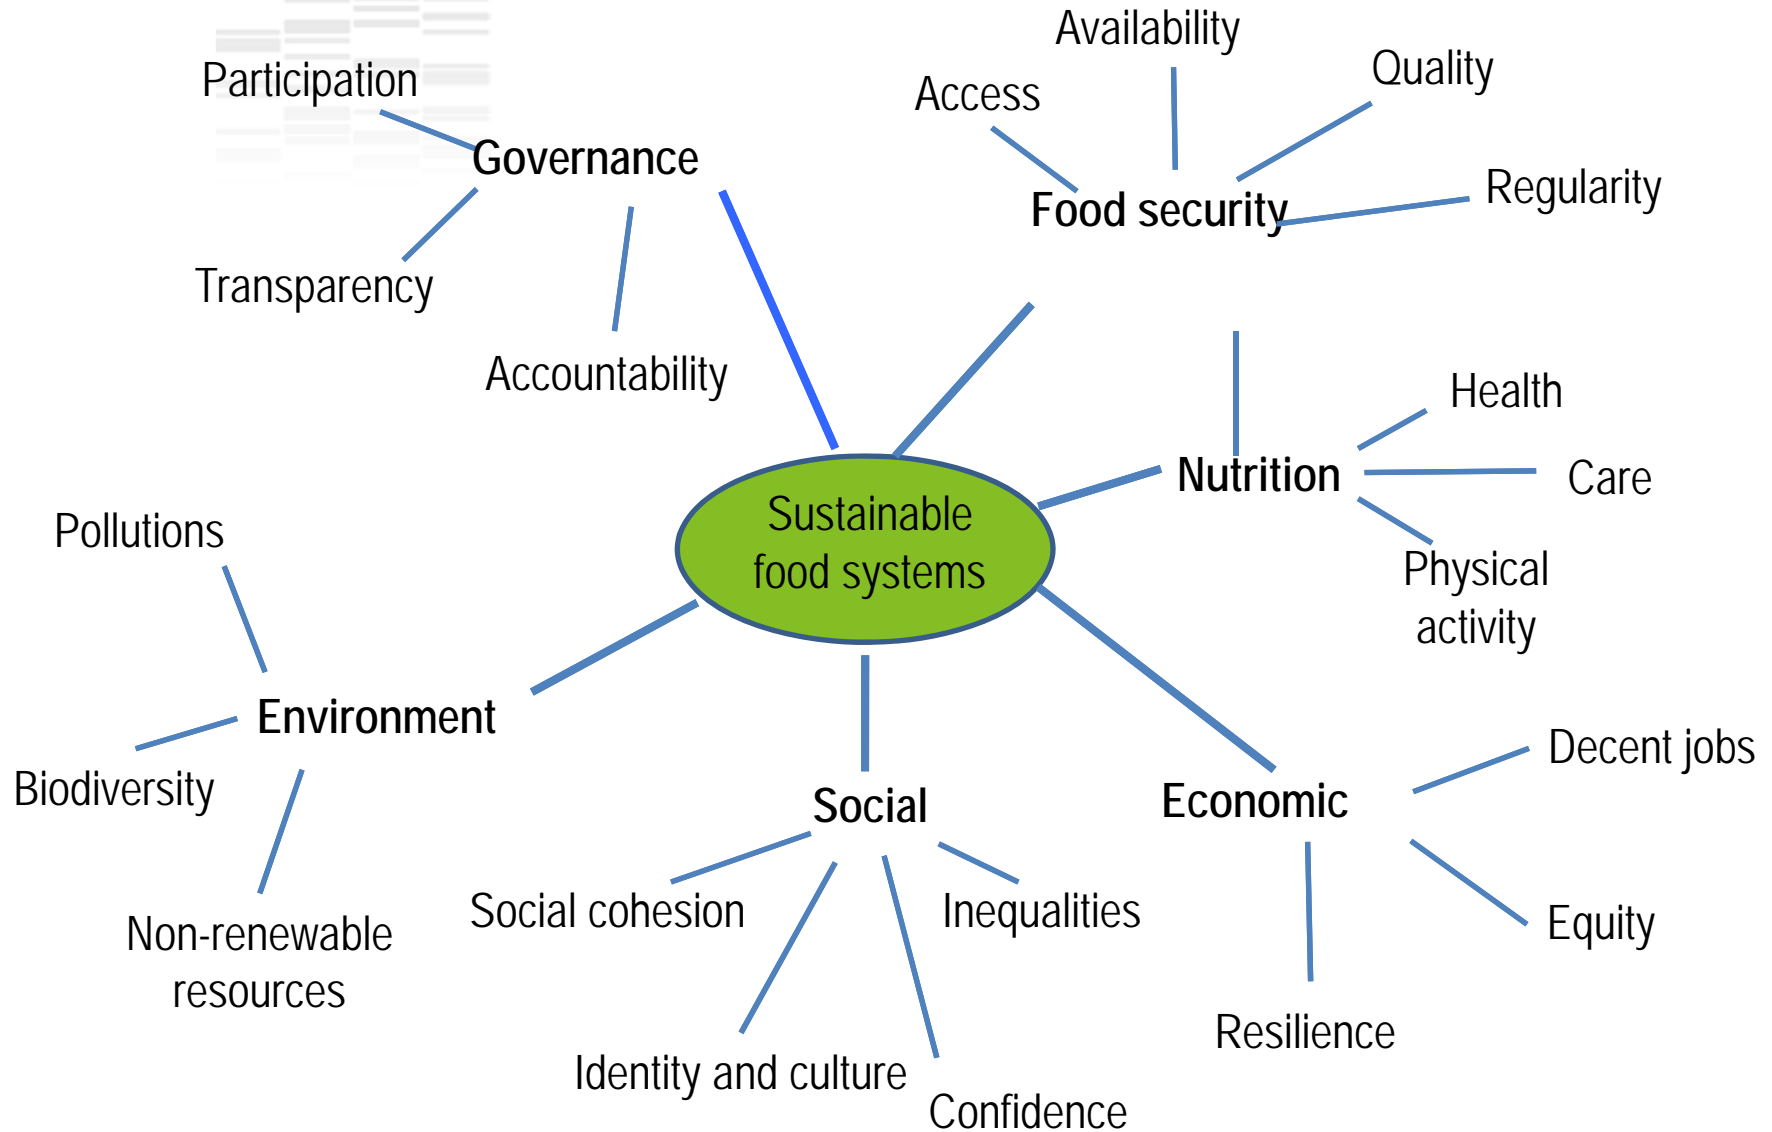 Availability
Participation
Access
Quality
Governance
Food security
Regularity
Transparency
Accountability
Health
Nutrition
Care
Sustainable
food systems
Physical
activity
Pollutions
Environment
Biodiversity
Non-renewable
resources
Social
Social cohesion
Inequalities
Identity and culture
Confidence
Economic
Decent jobs
Equity
Resilience